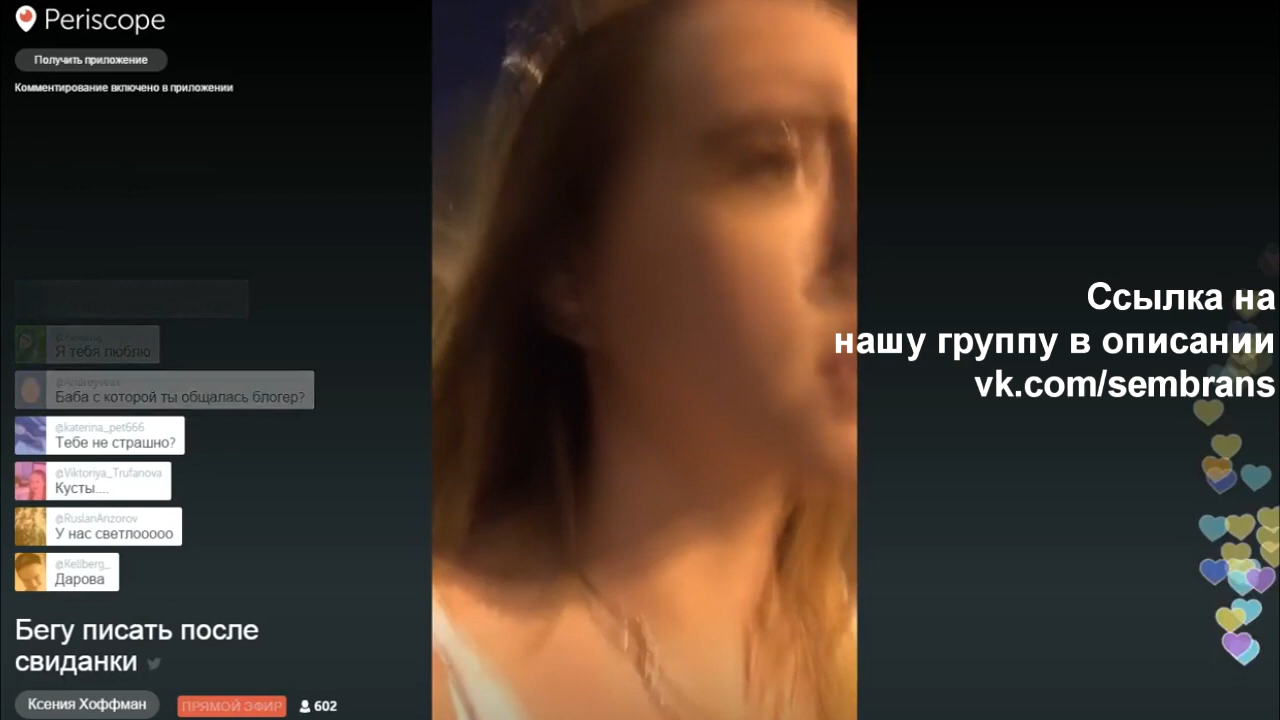 Periscope
Получить приложение
Комментирование включено в приложении
Я тебя люблю
@Andreyveax
Баба с которой ты общалась блогер?
@katerina_pet666
Тебе не страшно?
@Viktoriya_Trufanova
Кусты....
@RuslanAnzorov
У нас светлооооо
@Kellberg_
Дарова
Бегу писать после
свиданки
Ксения Хоффман
ПРЯМОЙ ЭФИР
602
Ссылка на
нашу группу в описании
vk.com/sembrans